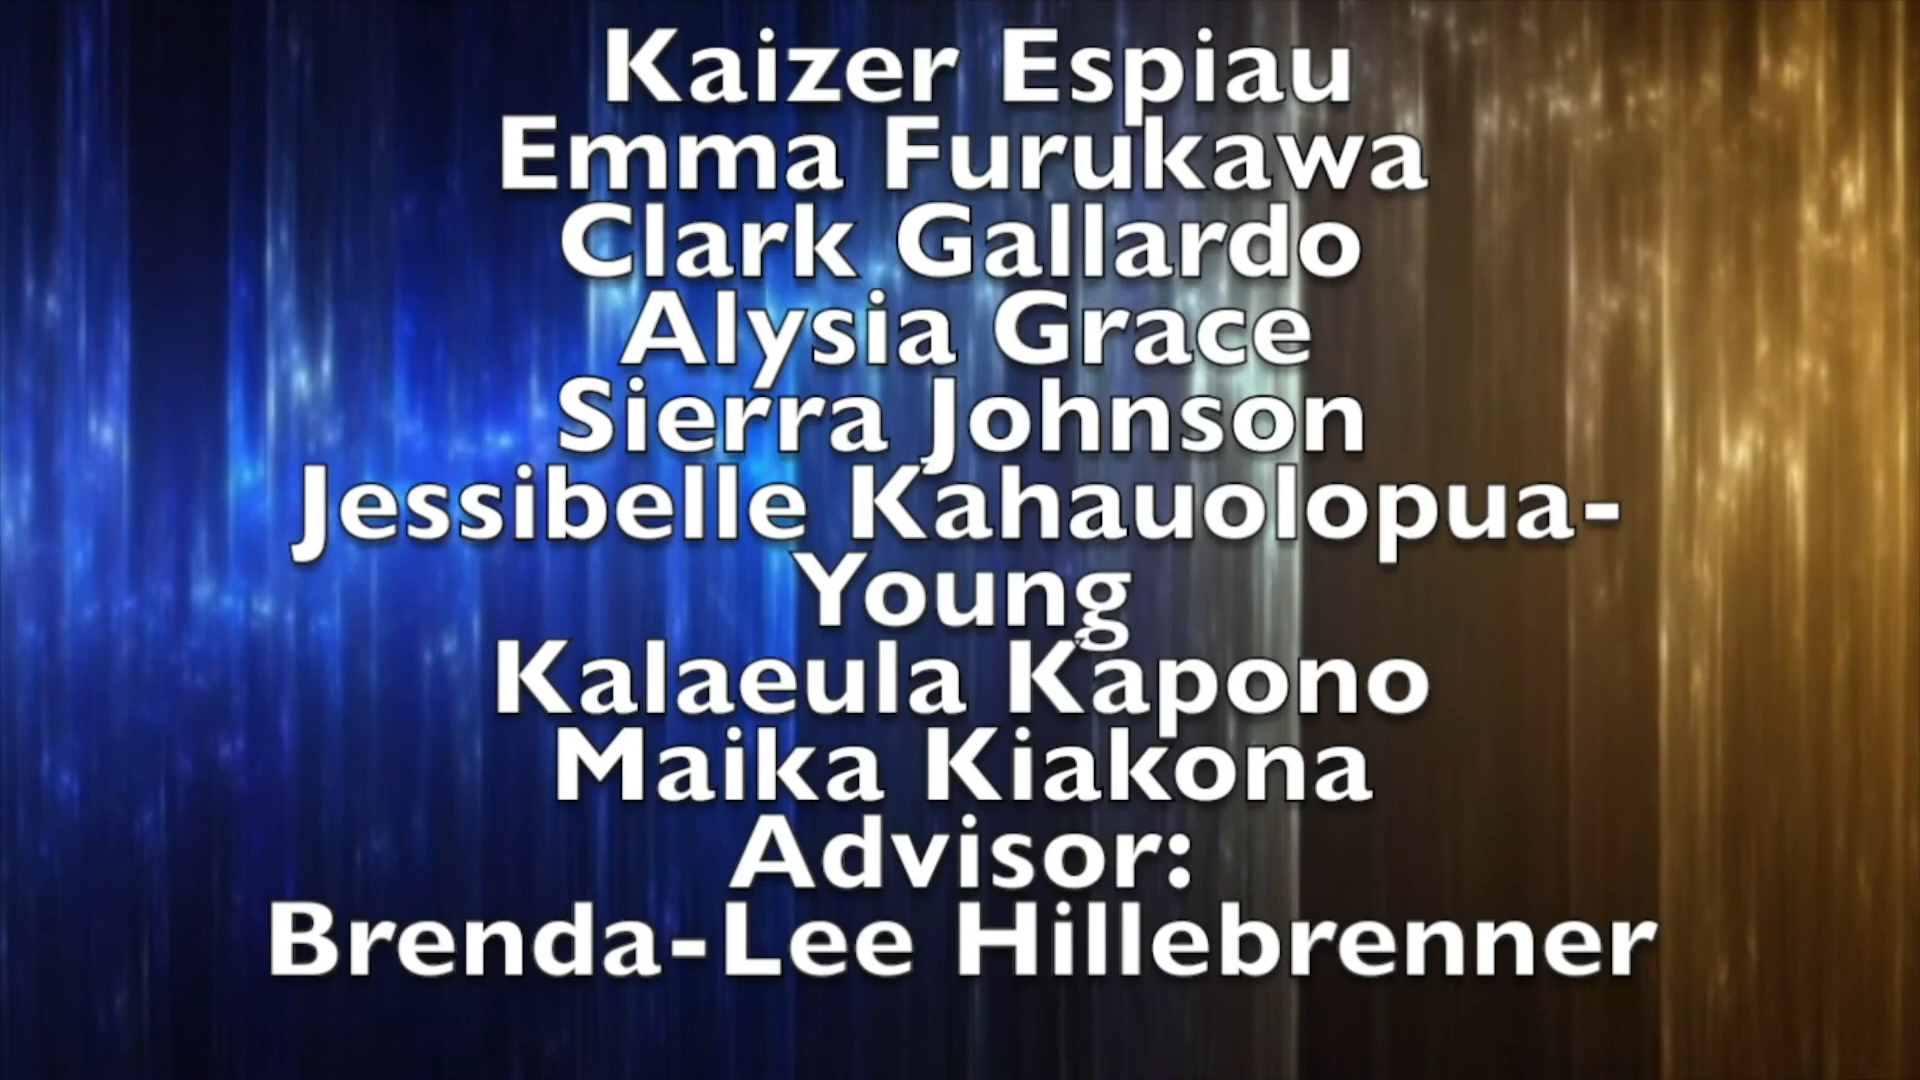 Kaizer Espiau
Emma Furukawa
Clark Gallardo
Alysia Grace
Sierra Johnson
Jessibelle Kahauolopua-
Young
Kalaeula Kapono
Maika Kiakona
Advisor:
Brenda-Lee Hillebrenner